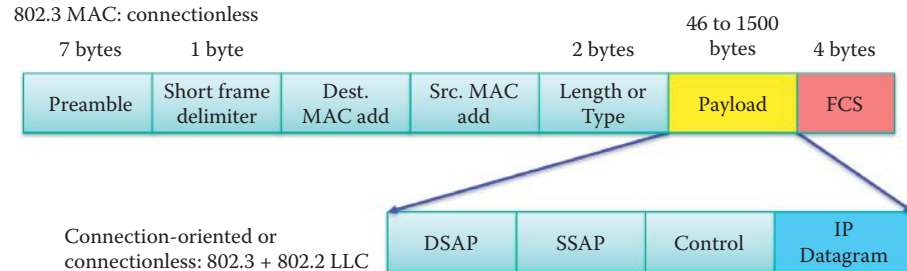 802.3 MAC: connectionless
7 bytes
1 byte
2 bytes
46 to 1500
bytes
4 bytes
Preamble
Short frame
delimiter
Dest.
MAC add
Src. MAC
add
Length or
Type
Payload
FCS
Connection-oriented or
connectionless: 802.3 + 802.2 LLC
DSAP
SSAP
Control
IP
Datagram